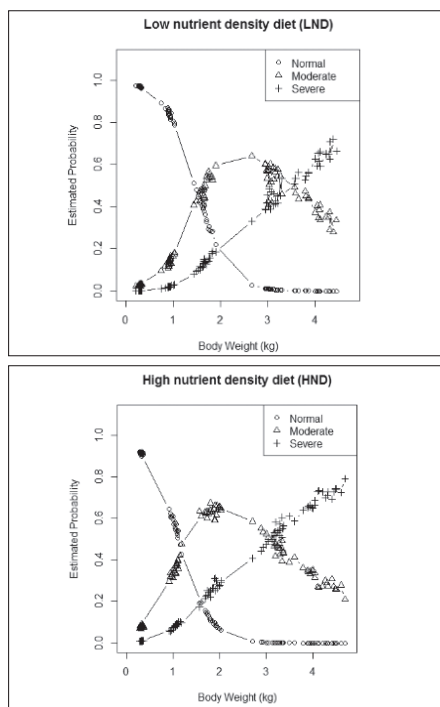 Low nutrient density diet (LND)
Normal
Moderate
Severe
Estimated Probability
1.0
0.8
0.6
0.4
0.2
0.0
0 1 2 3 4
Body Weight (kg)
High nutrient density diet (HND)
Normal
Moderate
Severe
Estimated Probability
1.0
0.8
0.6
0.4
0.2
0.0
0 1 2 3 4
Body Weight (kg)